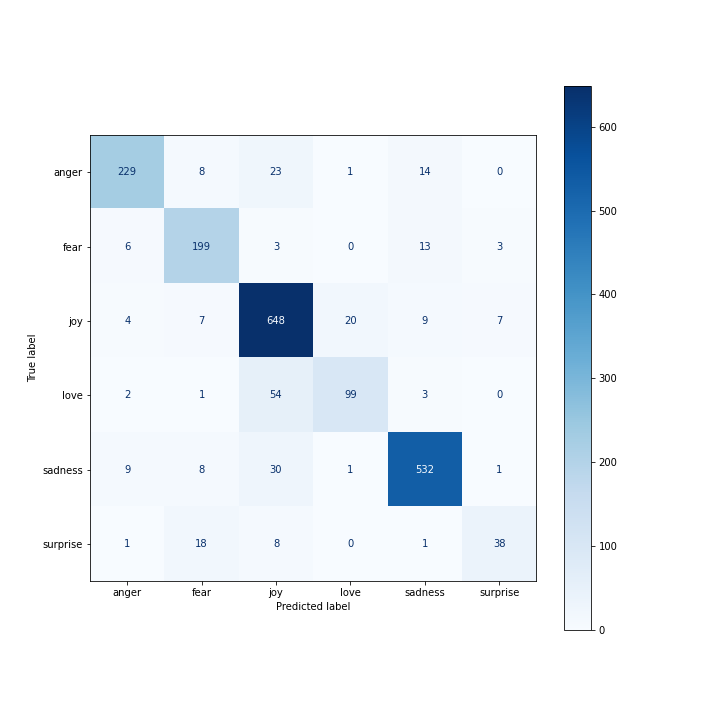 anger 229 8 23 1 14 0
fear 6 199 3 0 13 3
joy 4 7 648 20 9 7
love 2 1 54 99 3 0
sadness 9 8 30 1 532 1
surprise 1 18 8 0 1 38
anger fear joy love sadness surprise
Predicted label
True label
600
500
400
300
200
100
0